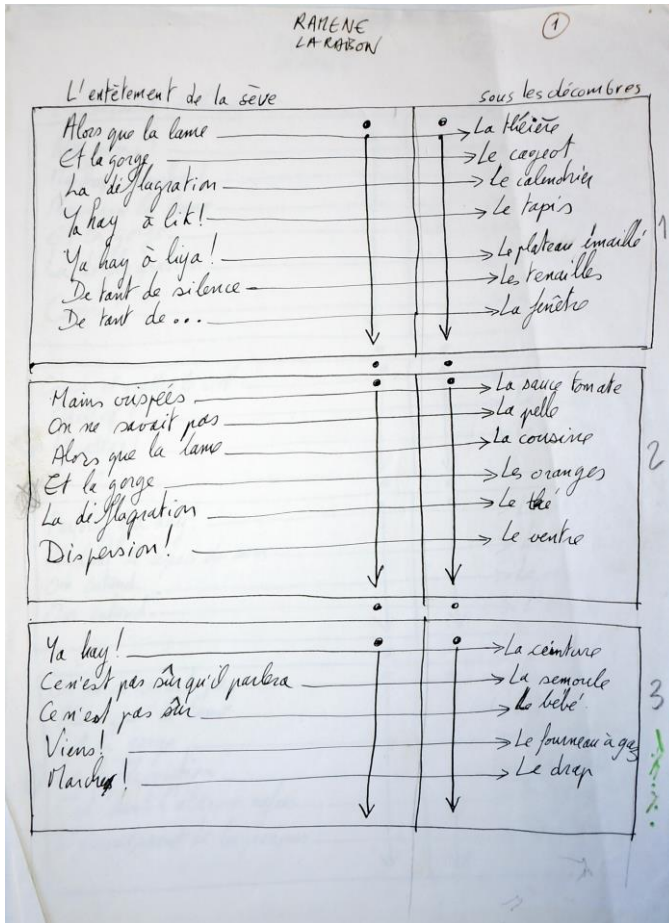 RAMENE
LA RAISON
1
L'entêtement de la sève sous les décombres
Alors que la lame La théière
Et la gorge Le cageot
La déflagration Le calendrier
Ya hay à lik! Le tapis
Ya hay à liya! Le plateau émaillé
De tant de silence Les tenailles
De tant de... La fenêtre
1
Mains crispées La sauce tomate
On ne savait pas La pelle
Alors que la lame La cousine
Et la gorge Les oranges
La déflagration Le thé
Dispersion! Le ventre
2
Ya hay! La ceinture
Ce n'est pas sûr qu'il parlera La semoule
Ce n'est pas sûr Le bébé
Viens! Le fourneau à gaz
Marche! Le drap
3